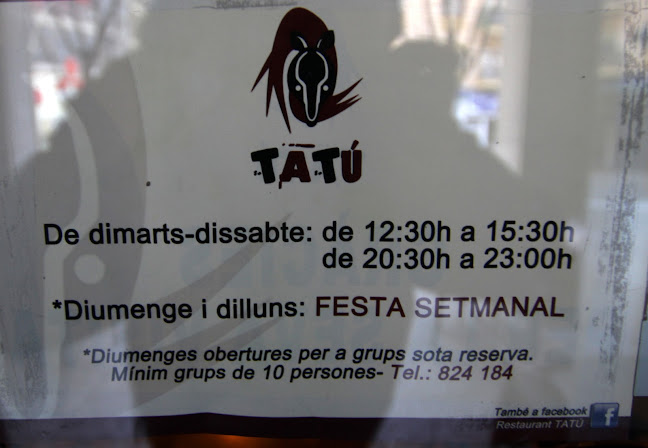 TATÚ
De dimarts-dissabte: de 12:30h a 15:30h
de 20:30h a 23:00h
*Diumenge i dilluns: FESTA SETMANAL
*Diumenges obertures per a grups sota reserva.
Mínim grups de 10 persones- Tel.: 824 184
També a facebook
Restaurant TATÚ
f